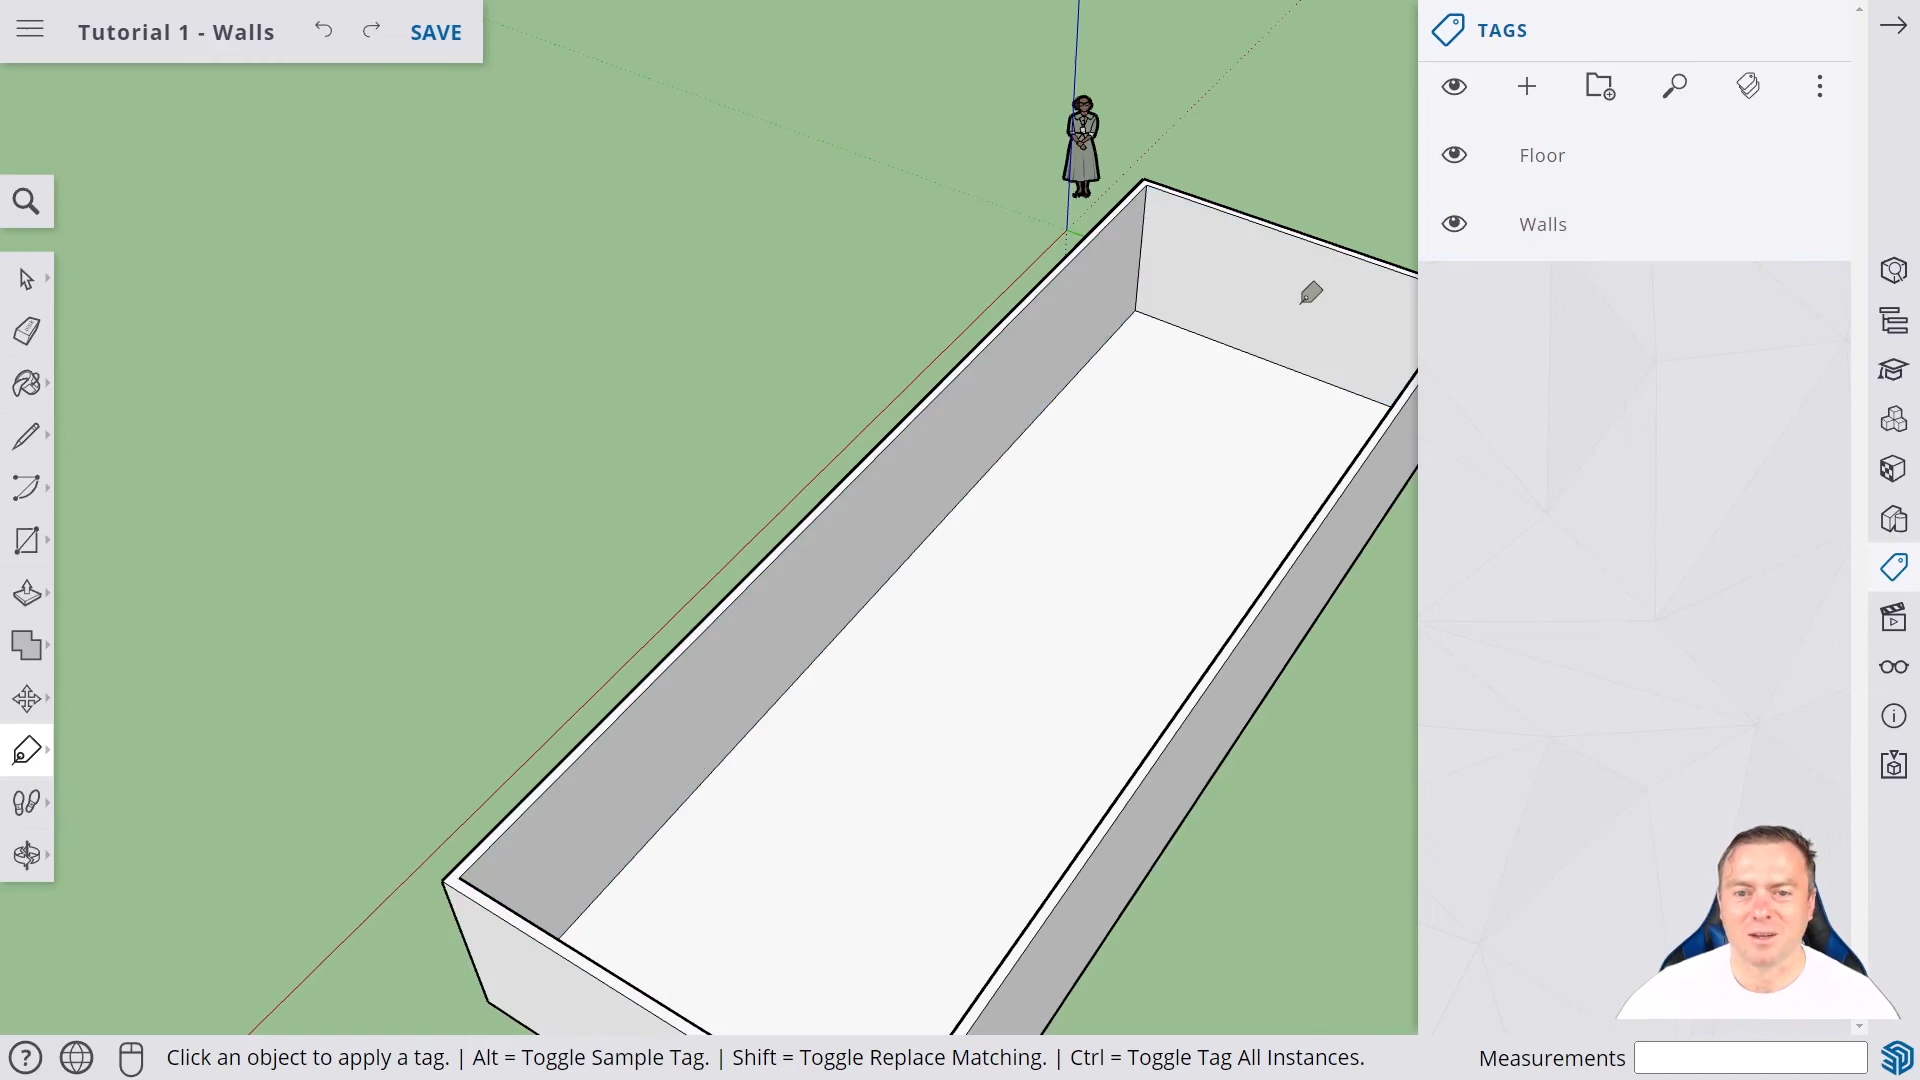 Tutorial 1 - Walls
SAVE
TAGS
Floor
Walls
Click an object to apply a tag. | Alt = Toggle Sample Tag. | Shift = Toggle Replace Matching. | Ctrl = Toggle Tag All Instances.
Measurements